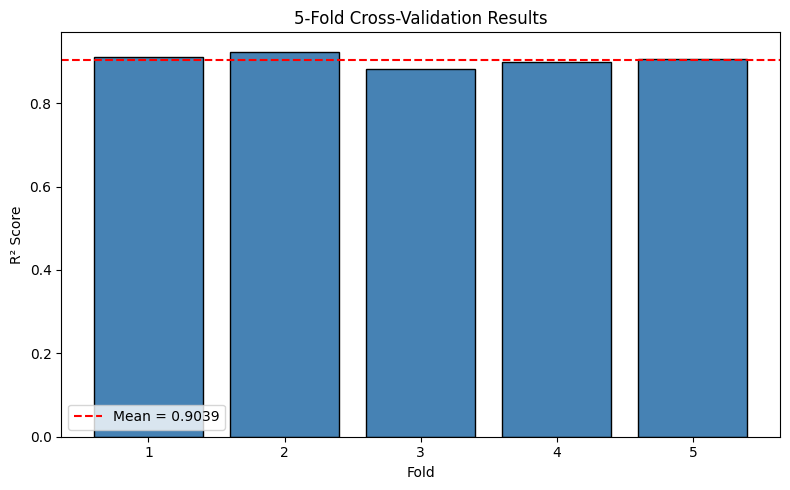 5-Fold Cross-Validation Results
R² Score
0.8
0.6
0.4
0.2
0.0
Mean = 0.9039
1 2 3 4 5
Fold